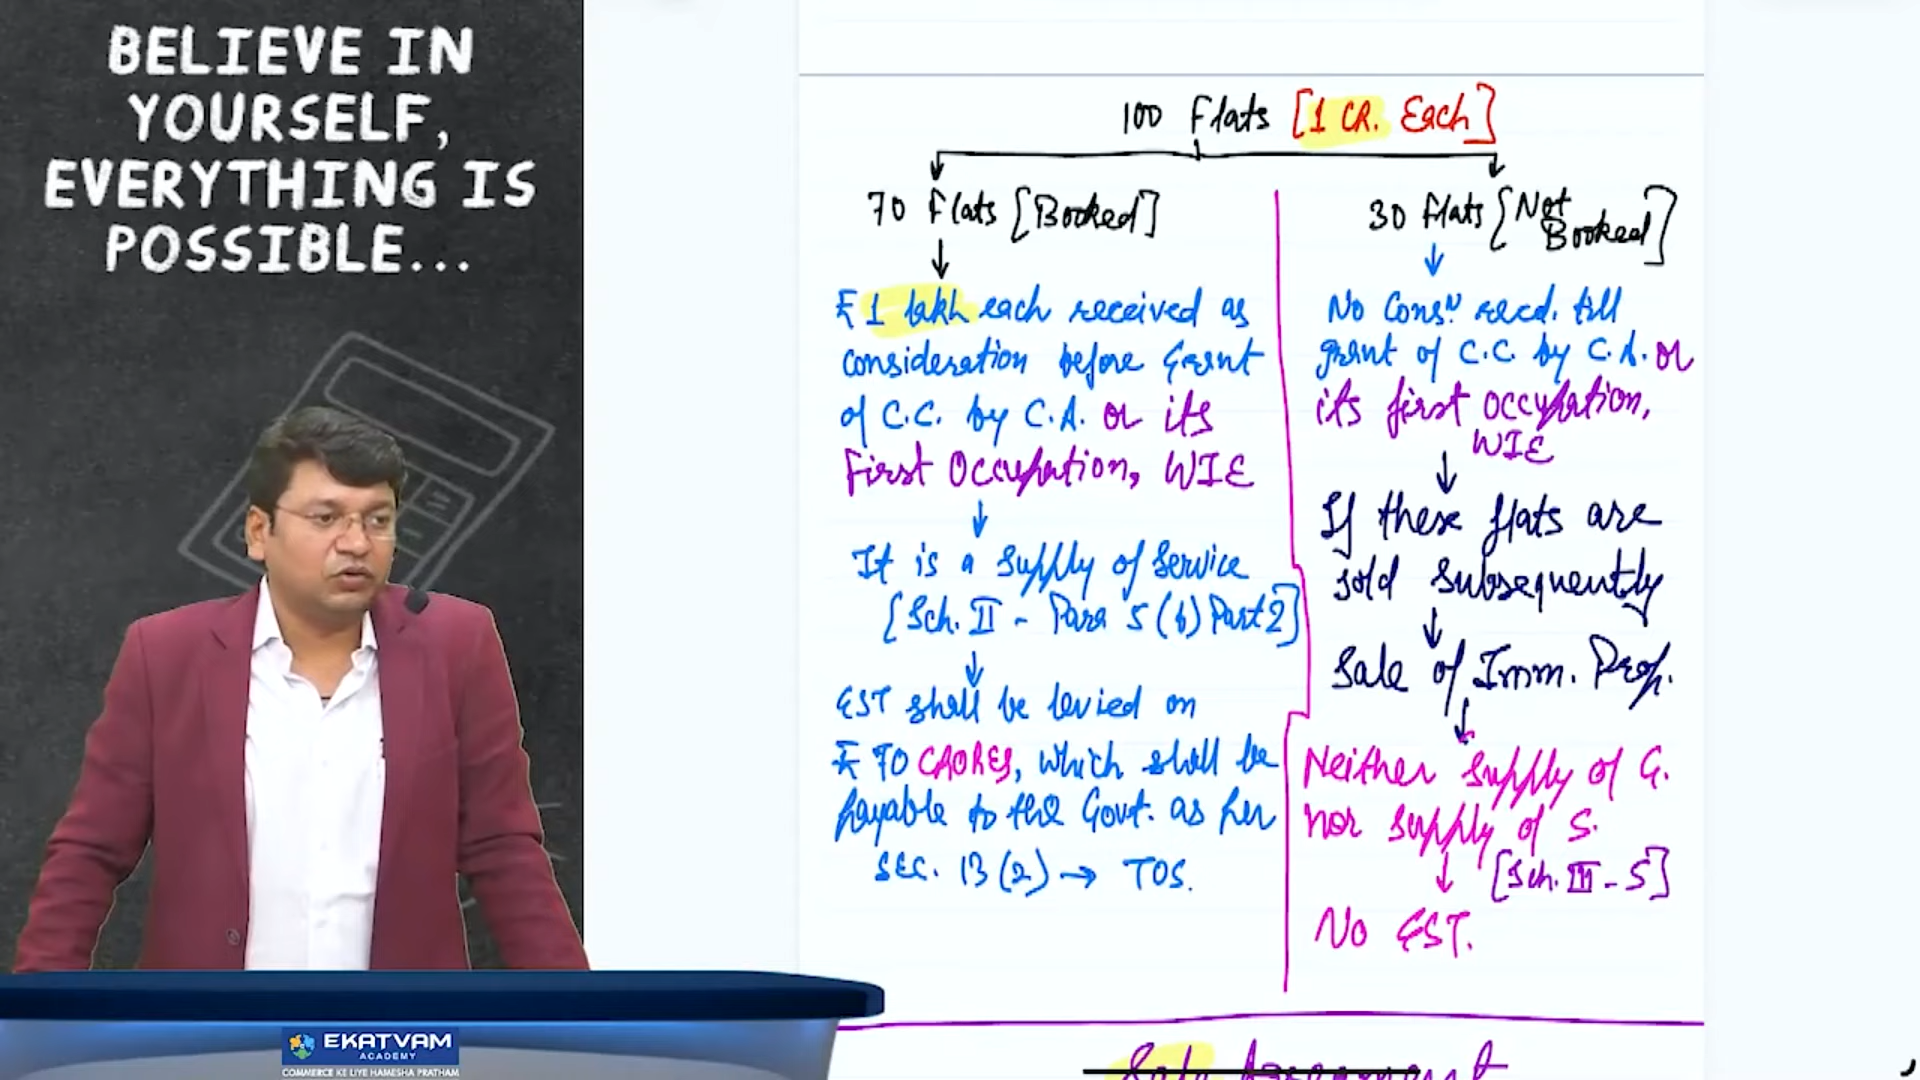 BELIEVE IN
YOURSELF,
EVERYTHING IS
POSSIBLE...
100 Flats [1 CR. Each]
70 Flats [Booked]
₹ 1 lakh each received as
consideration before Grant
of C.C. by C.A. or its
First Occupation, WIE
It is a supply of service
[Sch. II - Para 5(b) Part 2]
GST shall be levied on
₹ 70 CRORES, which shall be
payable to the Govt. as per
SEC. 13(2) → TOS.
30 Flats [Not
Booked]
No Consⁿ. recd. till
grant of C.C. by C.A. or
its first occupation,
WIE
If these flats are
sold subsequently
Sale of Imm. Prop.
Neither supply of G.
nor supply of S.
[Sch. III - 5]
No GST.
EKATVAM
ACADEMY
COMMERCE KE LIYE HAMESHA PRATHAM